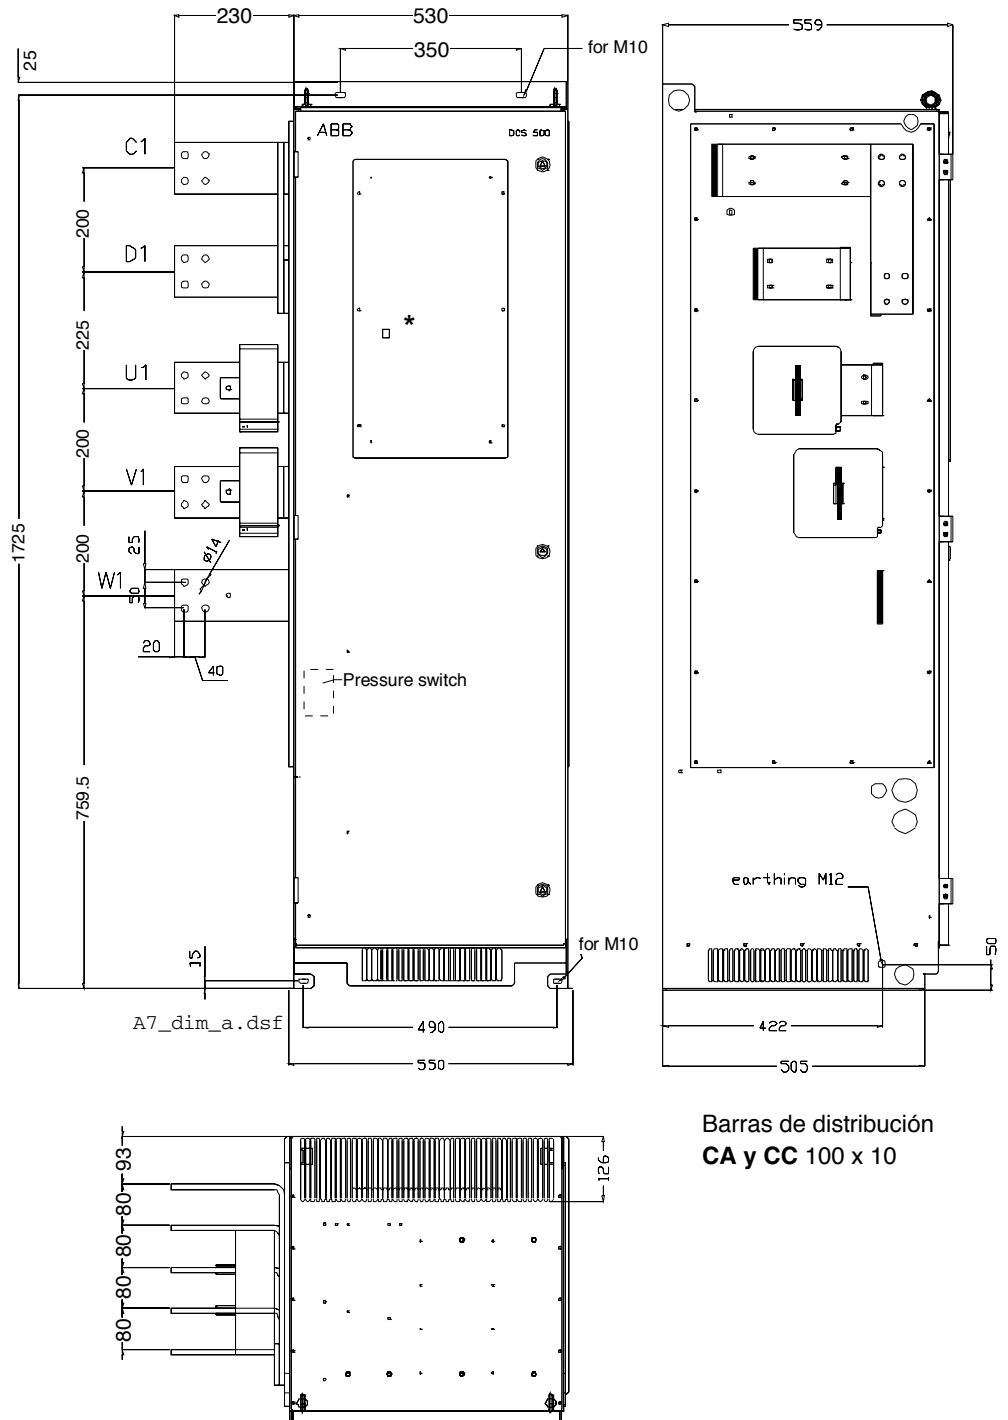 230
530
559
350
for M10
25
ABB
DCS 500
C1
200
D1
225
*
U1
200
V1
1725
200
25
ø14
W1
50
20
40
Pressure switch
759.5
earthing M12
for M10
15
50
A7_dim_a.dsf
490
422
550
505
Barras de distribución
CA y CC 100 x 10
93
126
80
80
80
80